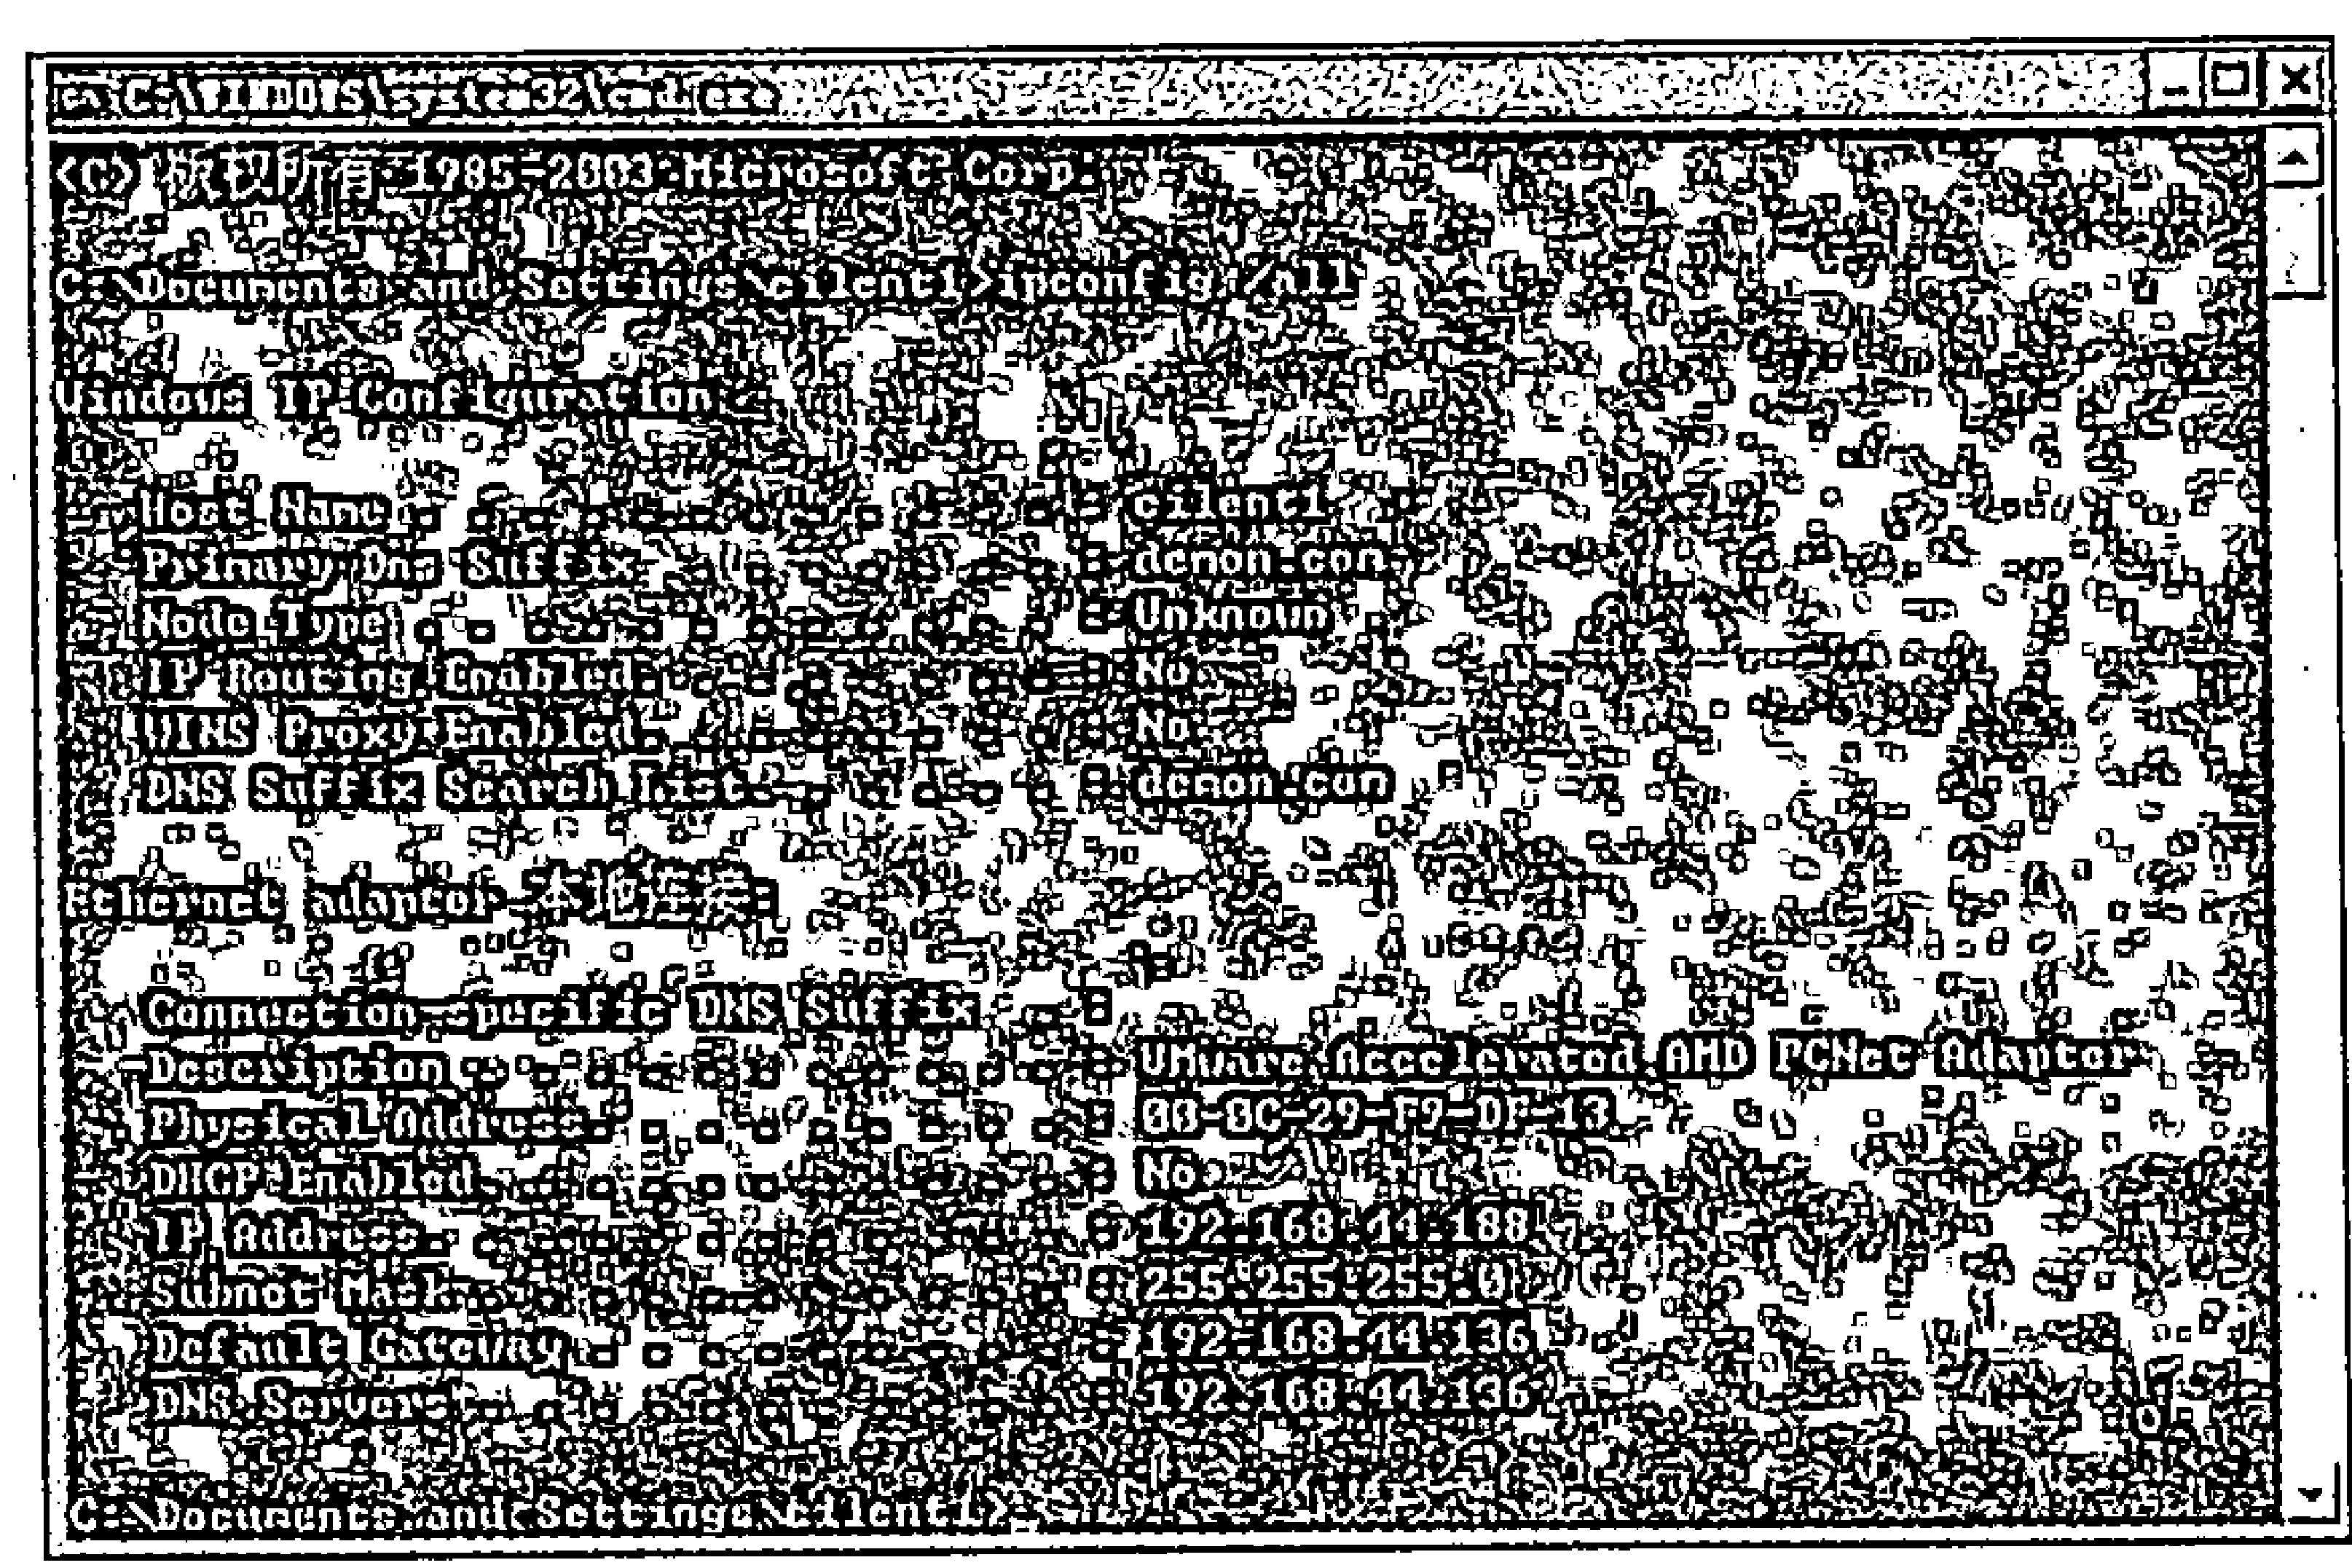 C:\WINDOWS\system32\cmd.exe
<C> 版权所有 1985-2003 Microsoft Corp.
C:\Documents and Settings\cilent1>ipconfig /all
Windows IP Configuration
Host Name . . . . . . . . . . . . : cilent1
Primary Dns Suffix . . . . . . . : demon.com
Node Type . . . . . . . . . . . . : Unknown
IP Routing Enabled. . . . . . . . : No
WINS Proxy Enabled. . . . . . . . : No
DNS Suffix Search List. . . . . . : demon.com
Ethernet adapter 本地连接:
Connection-specific DNS Suffix . :
Description . . . . . . . . . . . : VMware Accelerated AMD PCNet Adapter
Physical Address. . . . . . . . . : 00-0C-29-F9-DF-13
DHCP Enabled. . . . . . . . . . . : No
IP Address. . . . . . . . . . . . : 192.168.44.188
Subnet Mask . . . . . . . . . . . : 255.255.255.0
Default Gateway . . . . . . . . . : 192.168.44.136
DNS Servers . . . . . . . . . . . : 192.168.44.136
C:\Documents and Settings\cilent1>